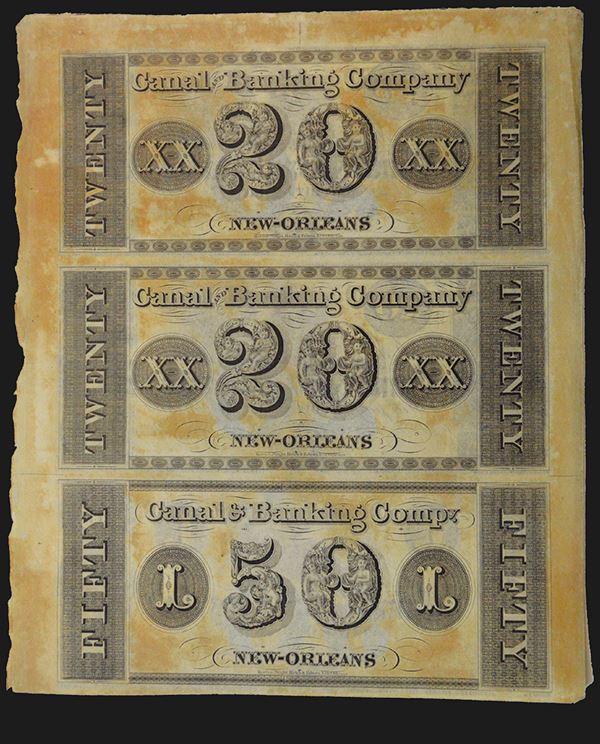 Canal AND Banking Company
TWENTY
XX 20 XX
TWENTY
NEW-ORLEANS
Canal AND Banking Company
TWENTY
XX 20 XX
TWENTY
NEW-ORLEANS
Canal & Banking Compy.
FIFTY
L 50 L
FIFTY
NEW-ORLEANS